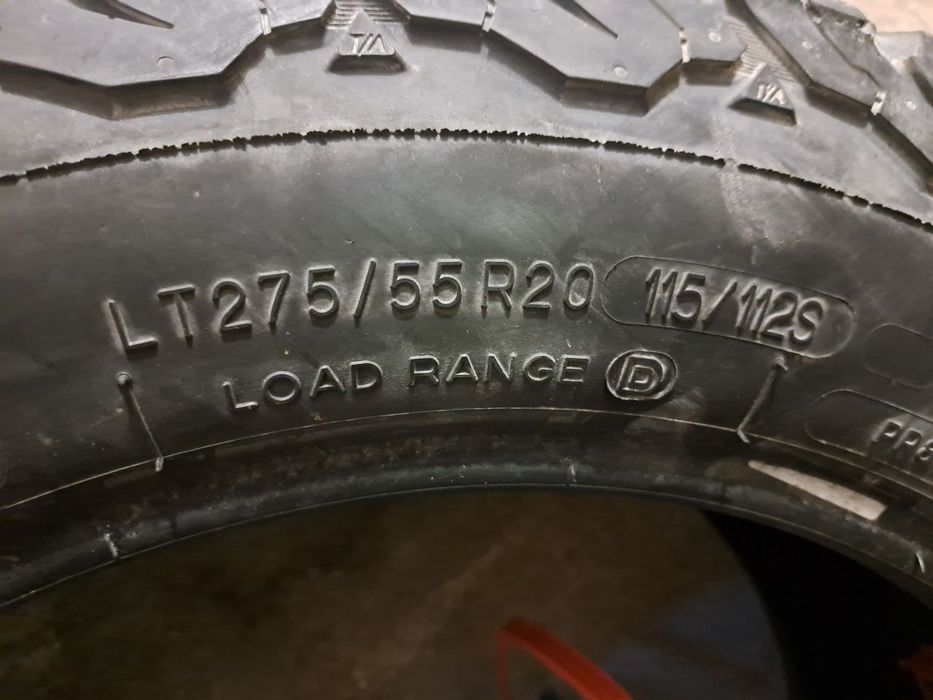 T/A
T/A
LT275/55R20 115/112S
LOAD RANGE D